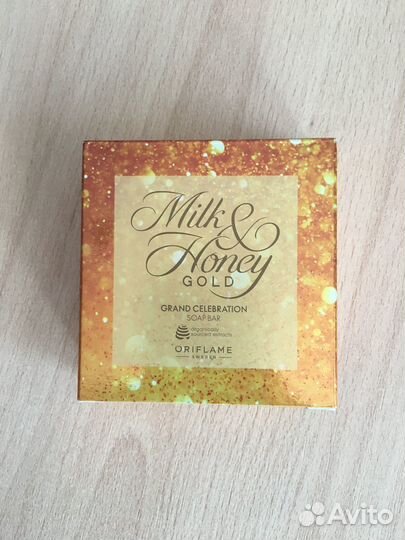 Milk &
Honey
GOLD
GRAND CELEBRATION
SOAP BAR
organically
sourced extracts
ORIFLAME
SWEDEN
Avito